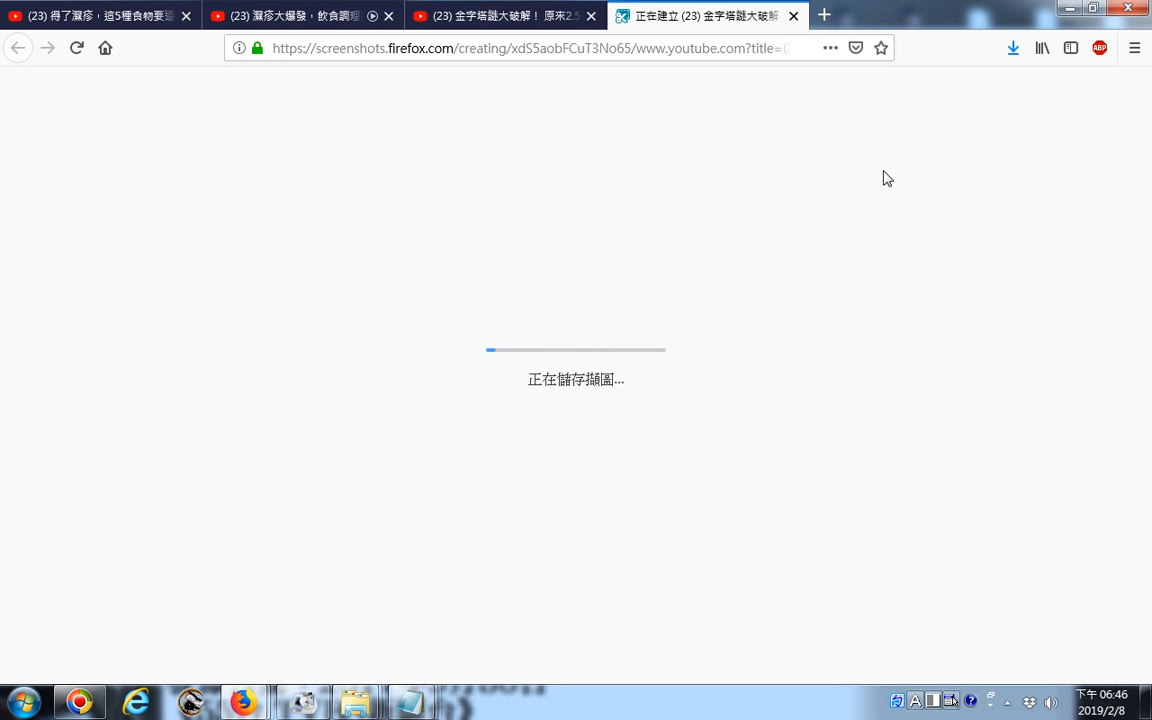 (23) 得了濕疹，這5種食物要
(23) 濕疹大爆發，飲食調理
(23) 金字塔謎大破解！ 原來2.5
正在建立 (23) 金字塔謎大破解
https://screenshots.firefox.com/creating/xdS5aobFCuT3No65/www.youtube.com?title=(
ABP
正在儲存擷圖...
A
下午 06:46
2019/2/8